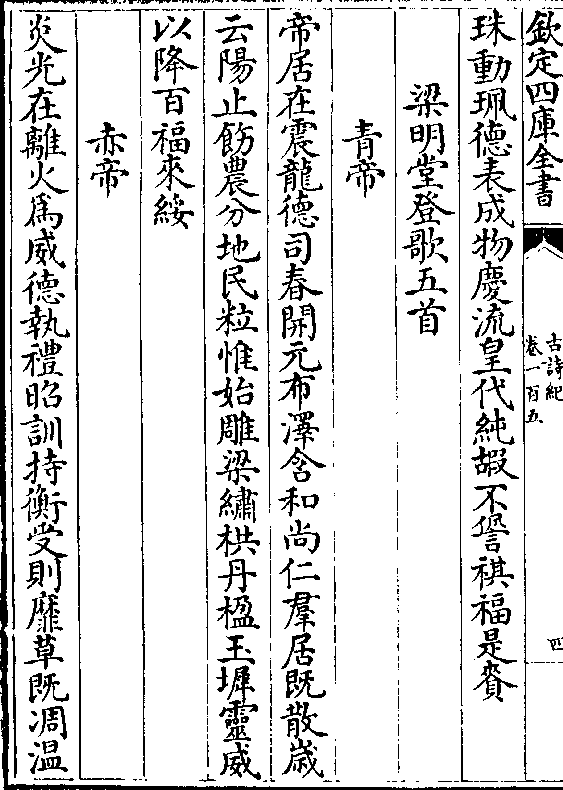 欽定四庫全書
古詩紀
卷一百五
四
珠動珮德表成物慶流皇代純嘏不諐祺福是賚
梁明堂登歌五首
青帝
帝居在震龍德司春開元布澤含和尚仁羣居既散歲
云陽止飭農分地民粒惟始雕梁繡栱丹楹玉墀靈威
以降百福來綏
赤帝
炎光在離火爲威德執禮昭訓持衡受則靡草既凋溫